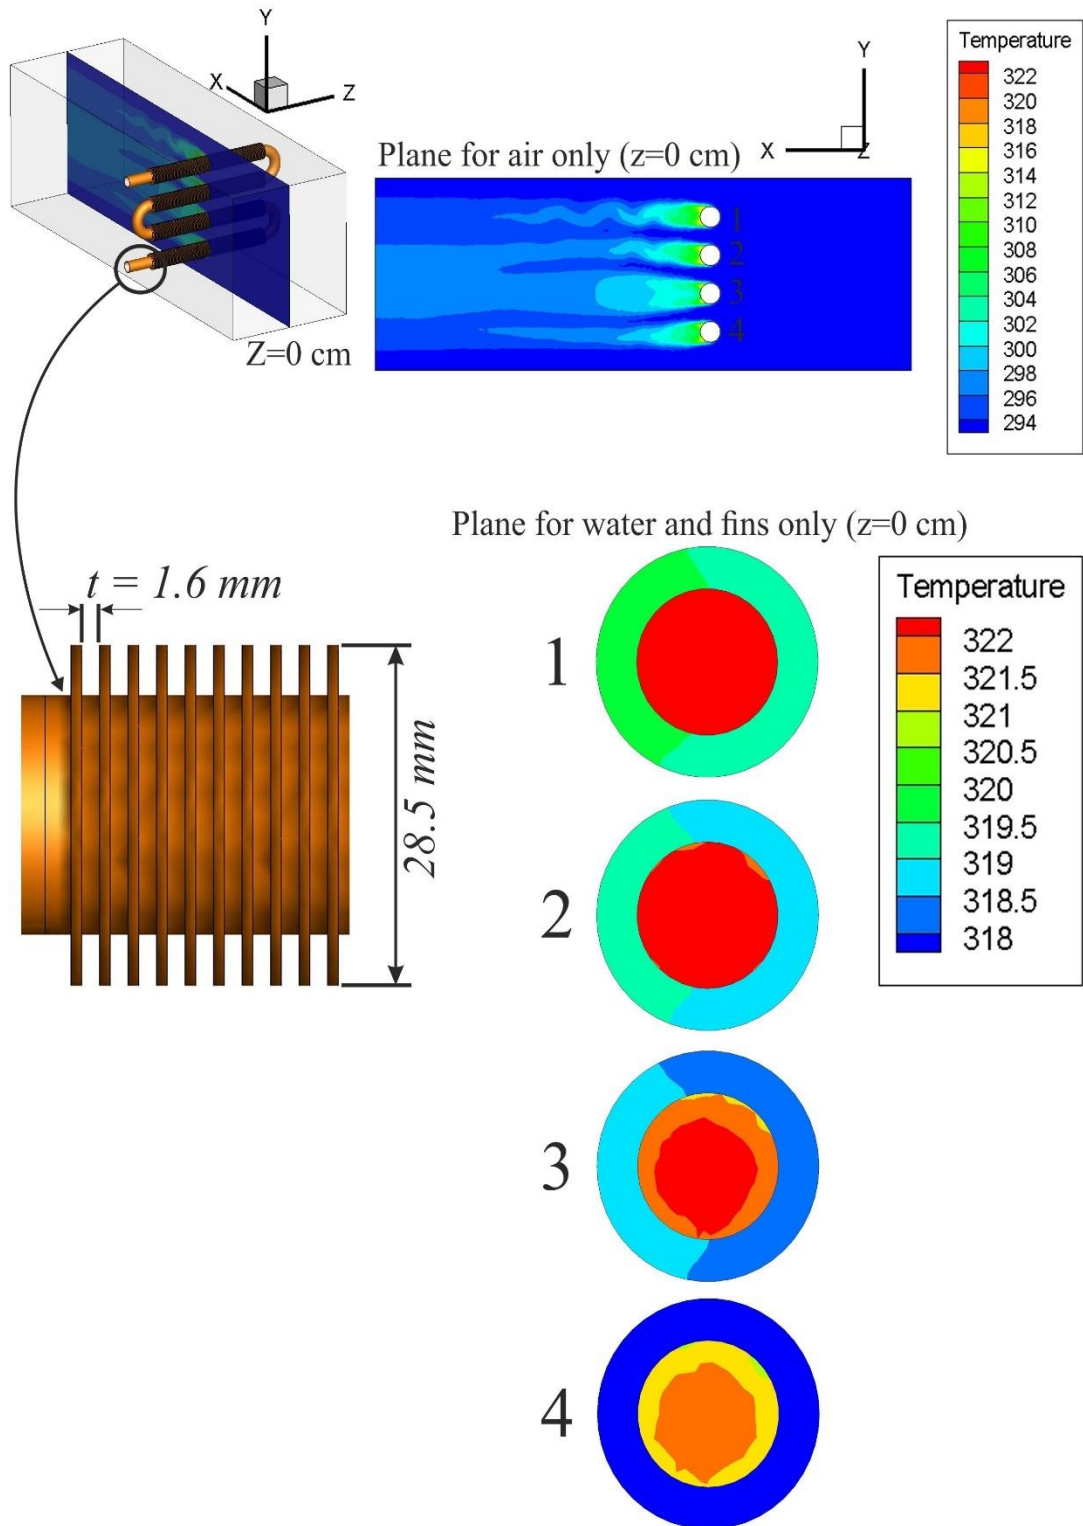 Y
X
Z
Z=0 cm
Plane for air only (z=0 cm)
Y
X
Z
1
2
3
4
Temperature
322
320
318
316
314
312
310
308
306
304
302
300
298
296
294
t = 1.6 mm
28.5 mm
Plane for water and fins only (z=0 cm)
1
2
3
4
Temperature
322
321.5
321
320.5
320
319.5
319
318.5
318